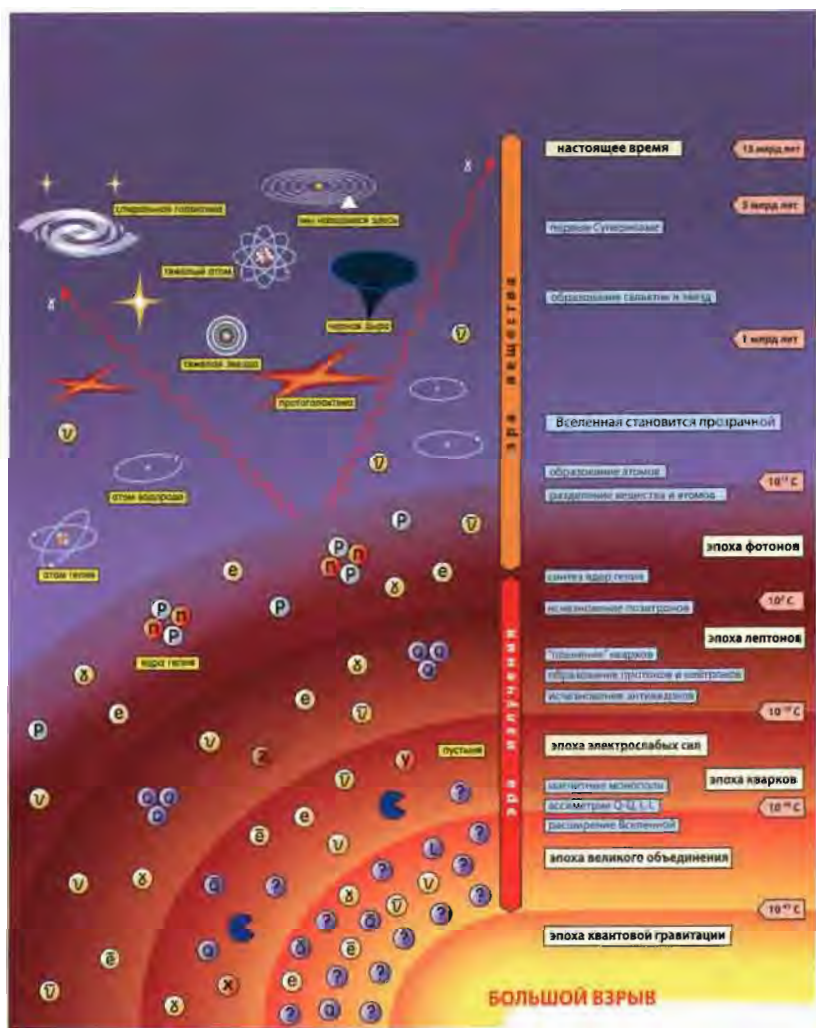 настоящее время
13 млрд лет
5 млрд лет
первые Суперновые
образование галактик и звезд
1 млрд лет
эра вещества
Вселенная становится прозрачной
образование атомов
разделение вещества и атомов
эпоха фотонов
синтез ядер гелия
исчезновение позитронов
эпоха лептонов
"пленение" кварков
образование протонов и нейтронов
эра излучения
эпоха электрослабых сил
эпоха кварков
магнитные монополи
расширение Вселенной
эпоха великого объединения
эпоха квантовой гравитации
БОЛЬШОЙ ВЗРЫВ
спиральная галактика
мы находимся здесь
тяжелый атом
черная дыра
тяжелая звезда
протогалактика
атом водорода
атом гелия
ядра гелия
пустыня